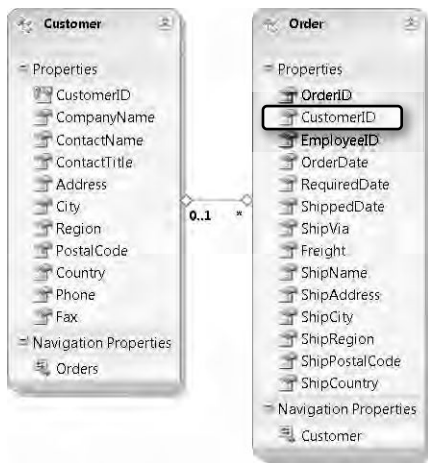 Customer
Properties
CustomerID
CompanyName
ContactName
ContactTitle
Address
City
Region
PostalCode
Country
Phone
Fax
Navigation Properties
Orders
0..1 *
Order
Properties
OrderID
CustomerID
EmployeeID
OrderDate
RequiredDate
ShippedDate
ShipVia
Freight
ShipName
ShipAddress
ShipCity
ShipRegion
ShipPostalCode
ShipCountry
Navigation Properties
Customer